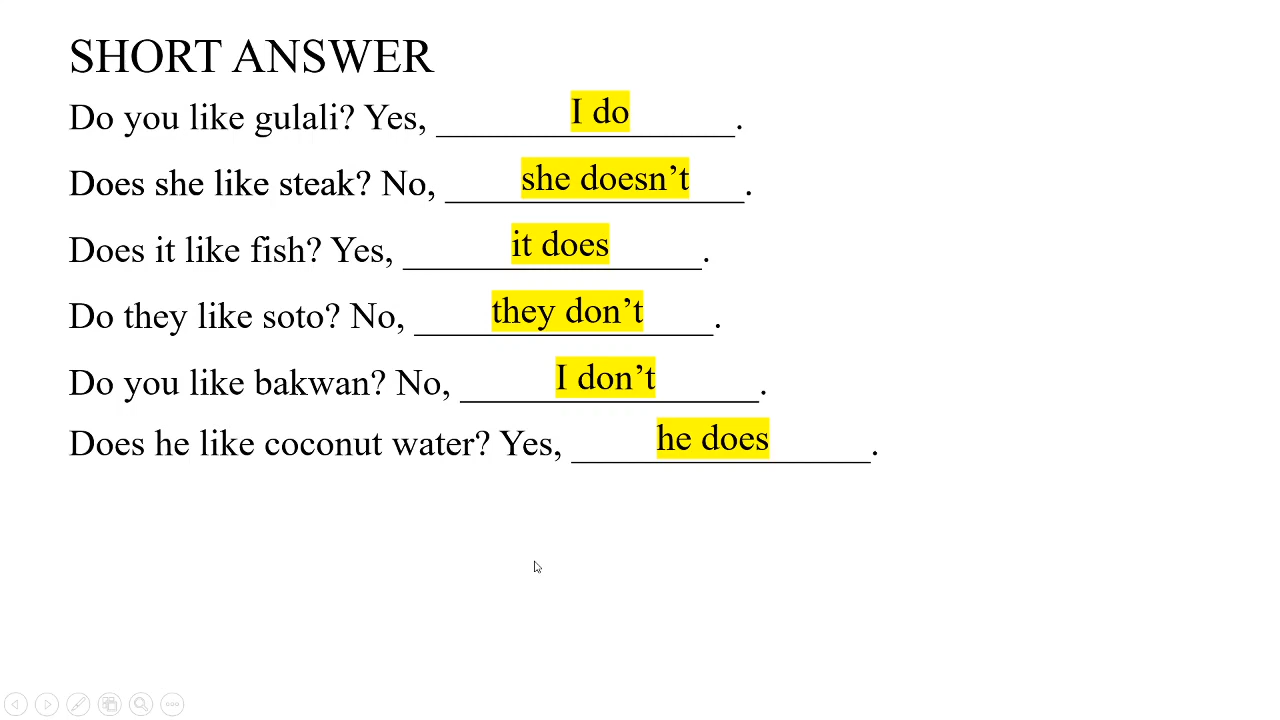 SHORT ANSWER
Do you like gulali? Yes, I do.
Does she like steak? No, she doesn’t.
Does it like fish? Yes, it does.
Do they like soto? No, they don’t.
Do you like bakwan? No, I don’t.
Does he like coconut water? Yes, he does.